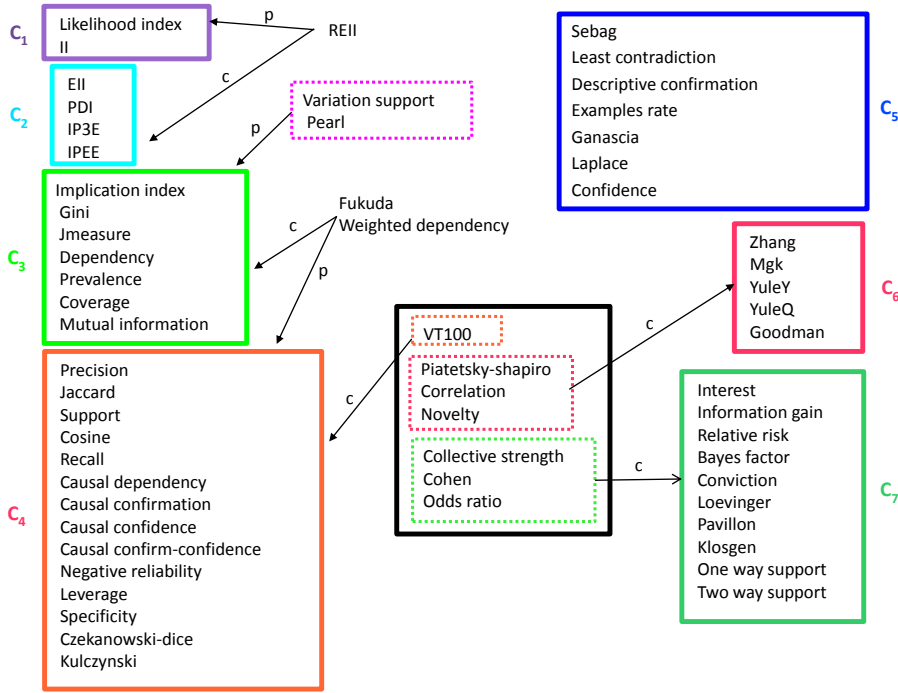 C1
Likelihood index
II
p
REII
c
C2
EII
PDI
IP3E
IPEE
Variation support
Pearl
p
C3
Implication index
Gini
Jmeasure
Dependency
Prevalence
Coverage
Mutual information
Fukuda
Weighted dependency
c
p
C4
Precision
Jaccard
Support
Cosine
Recall
Causal dependency
Causal confirmation
Causal confidence
Causal confirm-confidence
Negative reliability
Leverage
Specificity
Czekanowski-dice
Kulczynski
c
VT100
Piatetsky-shapiro
Correlation
Novelty
Collective strength
Cohen
Odds ratio
c
c
Sebag
Least contradiction
Descriptive confirmation
Examples rate
Ganascia
Laplace
Confidence
C5
Zhang
Mgk
YuleY
YuleQ
Goodman
C6
Interest
Information gain
Relative risk
Bayes factor
Conviction
Loevinger
Pavillon
Klosgen
One way support
Two way support
C7